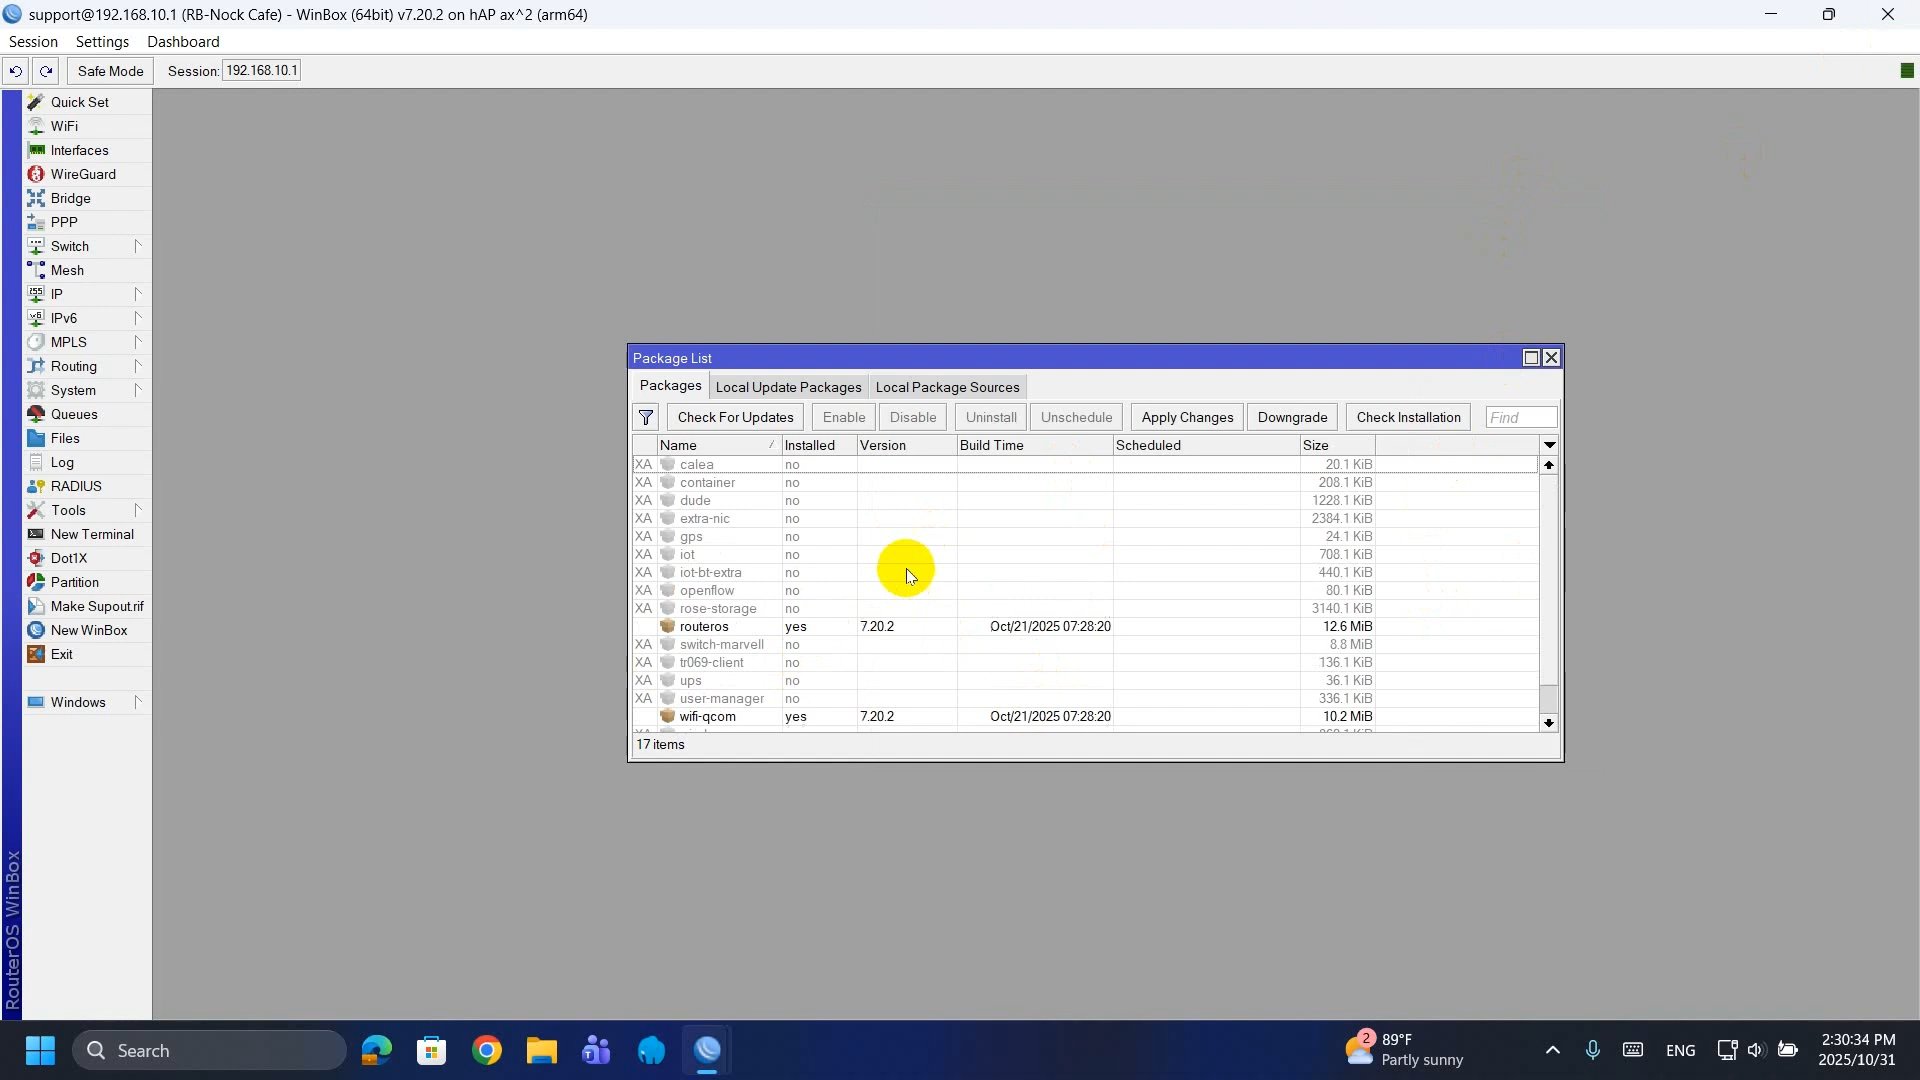 support@192.168.10.1 (RB-Nock Cafe) - WinBox (64bit) v7.20.2 on hAP ax^2 (arm64)
Session Settings Dashboard
Safe Mode Session: 192.168.10.1
Quick Set
WiFi
Interfaces
WireGuard
Bridge
PPP
Switch
Mesh
IP
IPv6
MPLS
Routing
System
Queues
Files
Log
RADIUS
Tools
New Terminal
Dot1X
Partition
Make Supout.rif
New WinBox
Exit
Windows
RouterOS WinBox
Package List
Packages Local Update Packages Local Package Sources
Check For Updates Enable Disable Uninstall Unschedule Apply Changes Downgrade Check Installation Find
Name Installed Version Build Time Scheduled Size
XA calea no 20.1 KiB
XA container no 208.1 KiB
XA dude no 1228.1 KiB
XA extra-nic no 2384.1 KiB
XA gps no 24.1 KiB
XA iot no 708.1 KiB
XA iot-bt-extra no 440.1 KiB
XA openflow no 80.1 KiB
XA rose-storage no 3140.1 KiB
routeros yes 7.20.2 Oct/21/2025 07:28:20 12.6 MiB
XA switch-marvell no 8.8 MiB
XA tr069-client no 136.1 KiB
XA ups no 36.1 KiB
XA user-manager no 336.1 KiB
wifi-qcom yes 7.20.2 Oct/21/2025 07:28:20 10.2 MiB
17 items
Search
2 89°F
Partly sunny
ENG
2:30:34 PM
2025/10/31